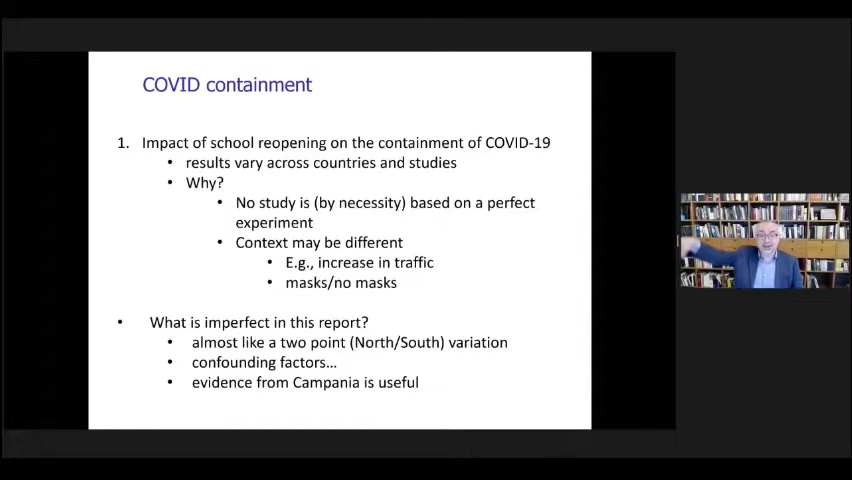 COVID containment
1. Impact of school reopening on the containment of COVID-19
• results vary across countries and studies
• Why?
• No study is (by necessity) based on a perfect
experiment
• Context may be different
• E.g., increase in traffic
• masks/no masks
• What is imperfect in this report?
• almost like a two point (North/South) variation
• confounding factors…
• evidence from Campania is useful